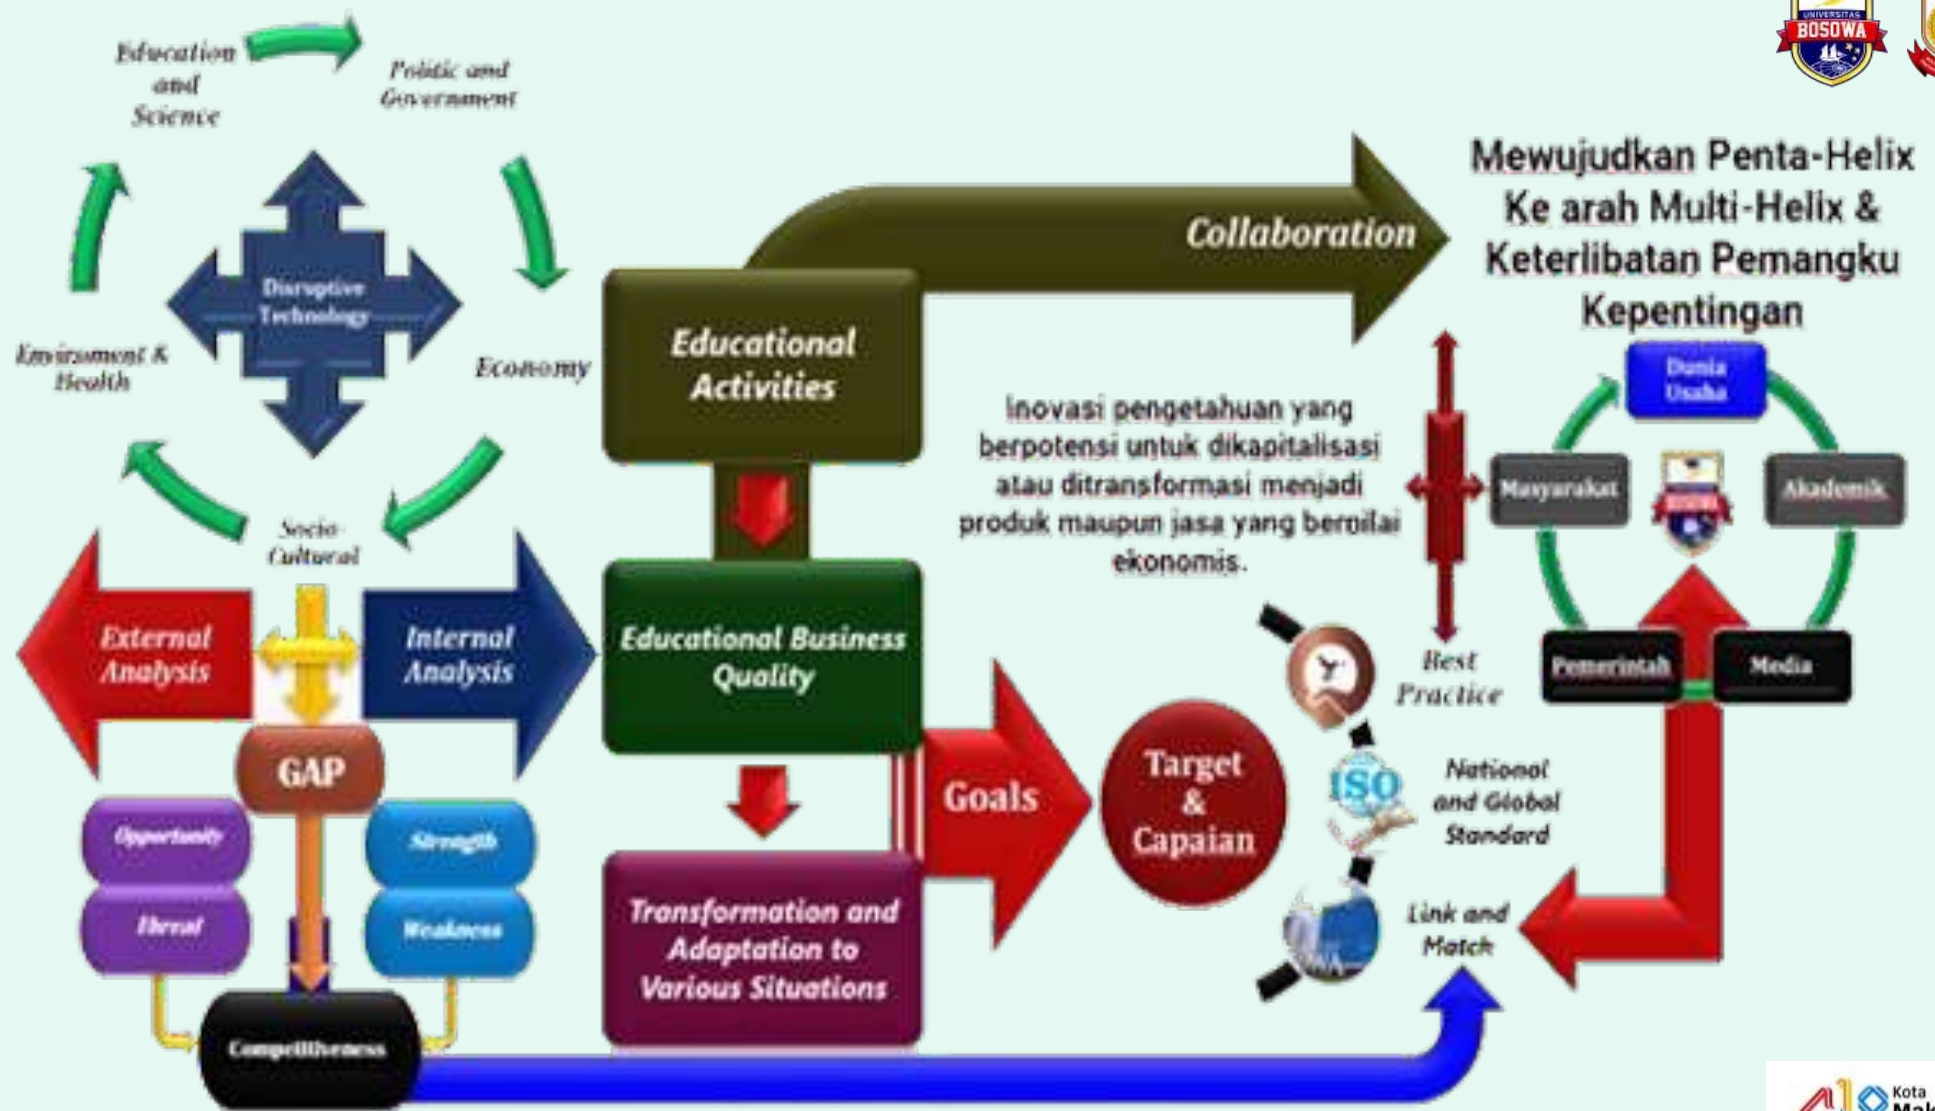 UNIVERSITAS
BOSOWA
Education
and
Science
Politic and
Government
Mewujudkan Penta-Helix
Ke arah Multi-Helix &
Keterlibatan Pemangku
Kepentingan
Disruptive
Technology
Collaboration
Enviroment &
Health
Economy
Educational
Activities
Dunia
Usaha
Inovasi pengetahuan yang
berpotensi untuk dikapitalisasi
atau ditransformasi menjadi
produk maupun jasa yang bernilai
ekonomis.
Masyarakat
BOSOWA
Akademik
Socio-
Cultural
External
Analysis
Internal
Analysis
Educational Business
Quality
Best
Practice
Pemerintah
Media
GAP
Goals
Target
&
Capaian
ISO
National
and Global
Standard
Opportunity
Strength
Threat
Weakness
Transformation and
Adaptation to
Various Situations
Link and
Match
Competitiveness
Kota